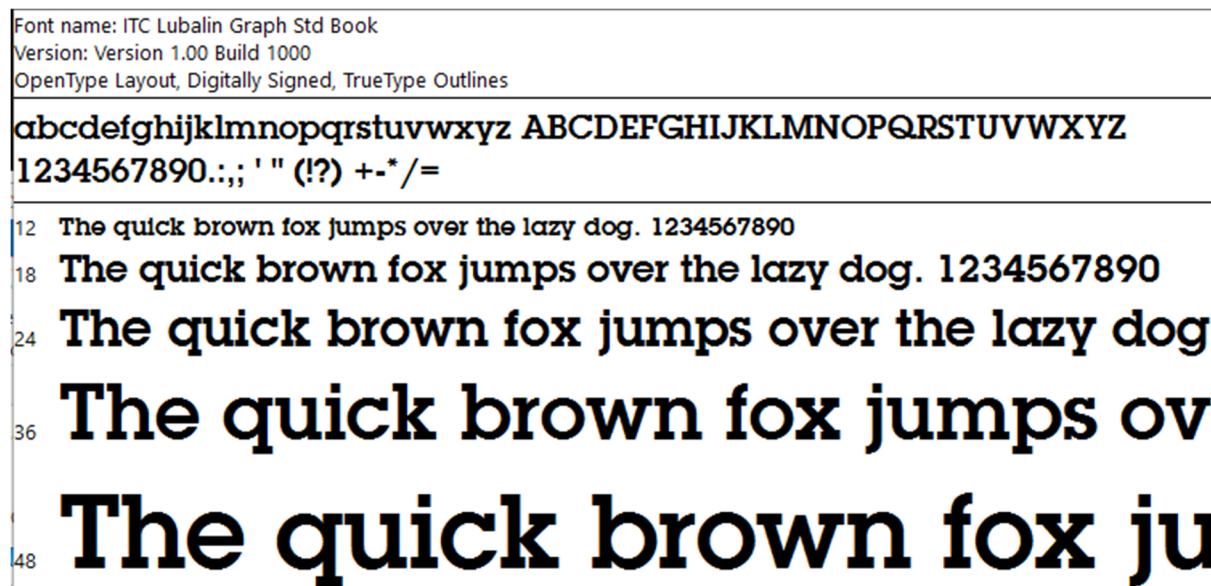 Font name: ITC Lubalin Graph Std Book
Version: Version 1.00 Build 1000
OpenType Layout, Digitally Signed, TrueType Outlines
abcdefghijklmnopqrstuvwxyz ABCDEFGHIJKLMNOPQRSTUVWXYZ
1234567890.:,; ' " (!?) +-*/=
12 The quick brown fox jumps over the lazy dog. 1234567890
18 The quick brown fox jumps over the lazy dog. 1234567890
24 The quick brown fox jumps over the lazy dog
36 The quick brown fox jumps ov
48 The quick brown fox ju